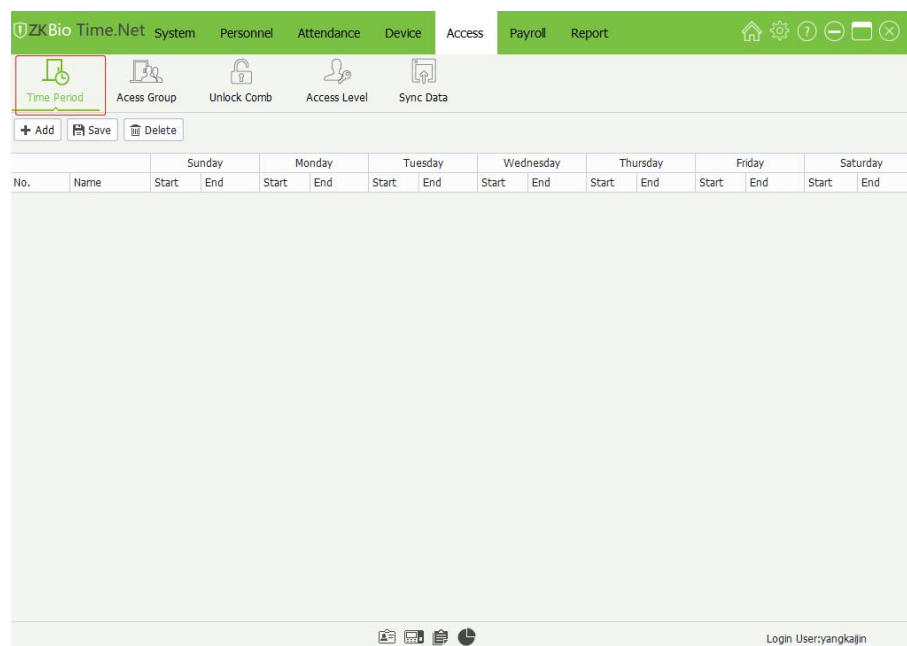 ZKBio Time.Net System Personnel Attendance Device Access Payroll Report
Time Period Acess Group Unlock Comb Access Level Sync Data
Add Save Delete
Sunday Monday Tuesday Wednesday Thursday Friday Saturday
No. Name Start End Start End Start End Start End Start End Start End Start End
Login User:yangkaijin